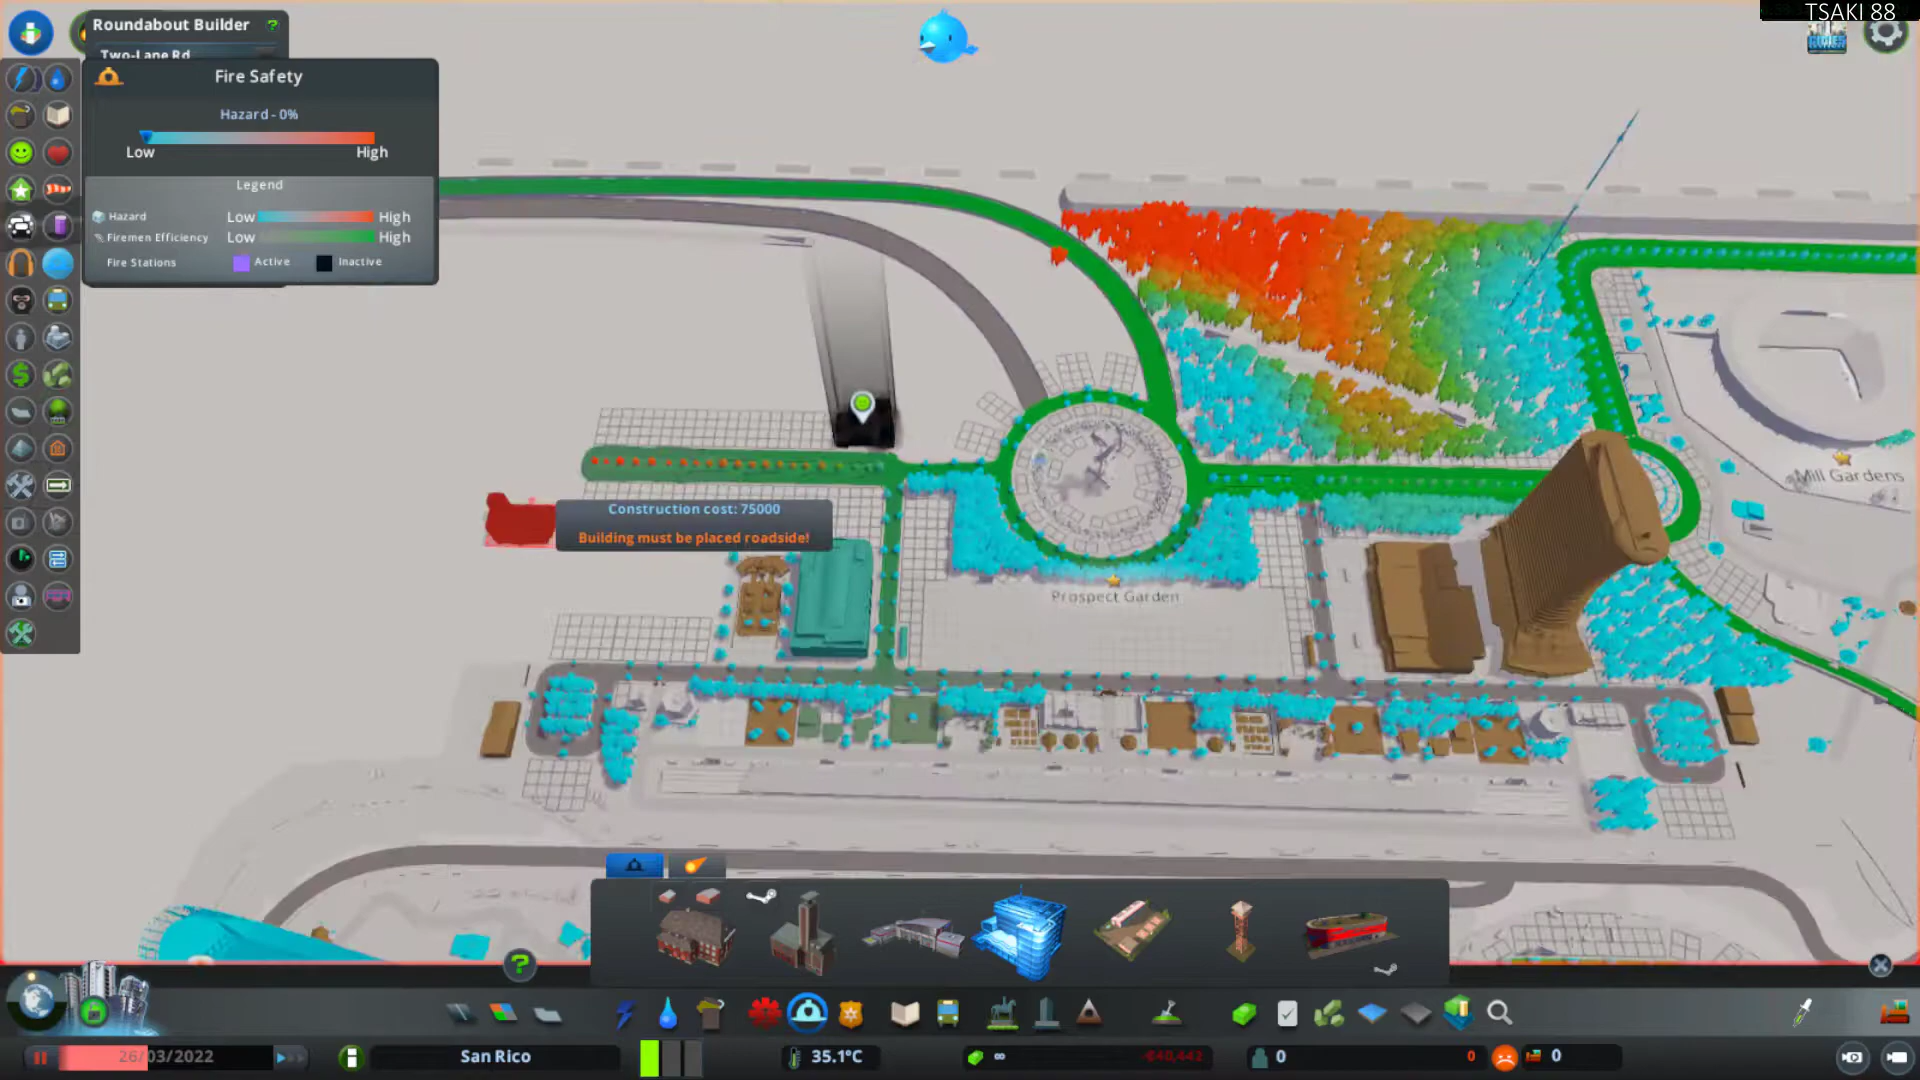 TSAKI 88
Roundabout Builder
?
Two-Lane Rd
Fire Safety
Hazard - 0%
Low High
Legend
Hazard Low High
Firemen Efficiency Low High
Fire Stations Active Inactive
Mill Gardens
Construction cost: 75000
Building must be placed roadside!
Prospect Garden
?
26/03/2022
San Rico
35.1°C
∞
0
0
0